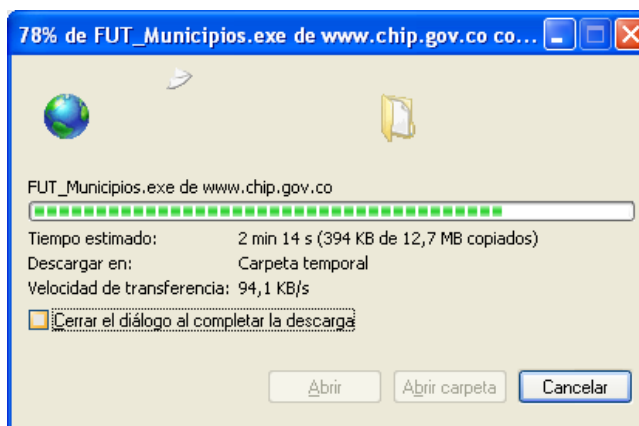 78% de FUT_Municipios.exe de www.chip.gov.co co...
FUT_Municipios.exe de www.chip.gov.co
Tiempo estimado: 2 min 14 s (394 KB de 12,7 MB copiados)
Descargar en: Carpeta temporal
Velocidad de transferencia: 94,1 KB/s
Cerrar el diálogo al completar la descarga
Abrir Abrir carpeta Cancelar